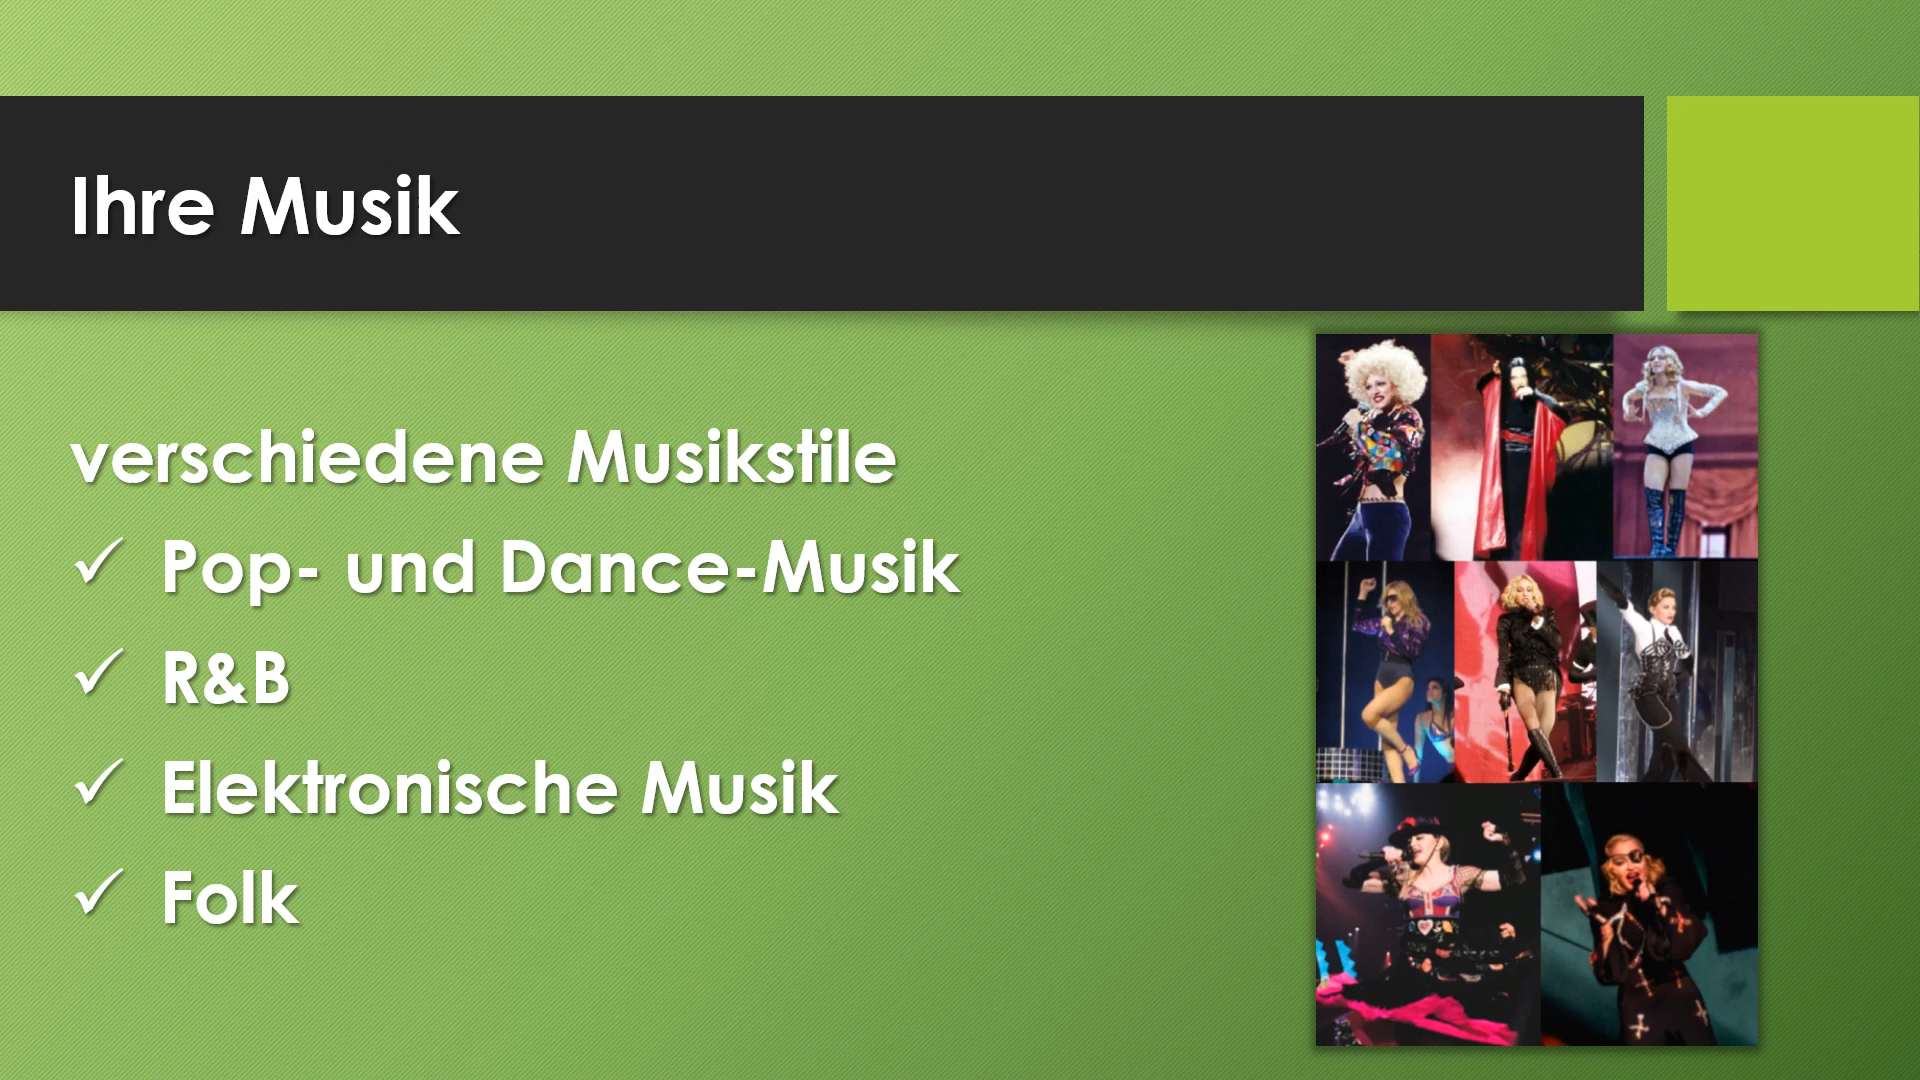 Ihre Musik
verschiedene Musikstile
✓ Pop- und Dance-Musik
✓ R&B
✓ Elektronische Musik
✓ Folk